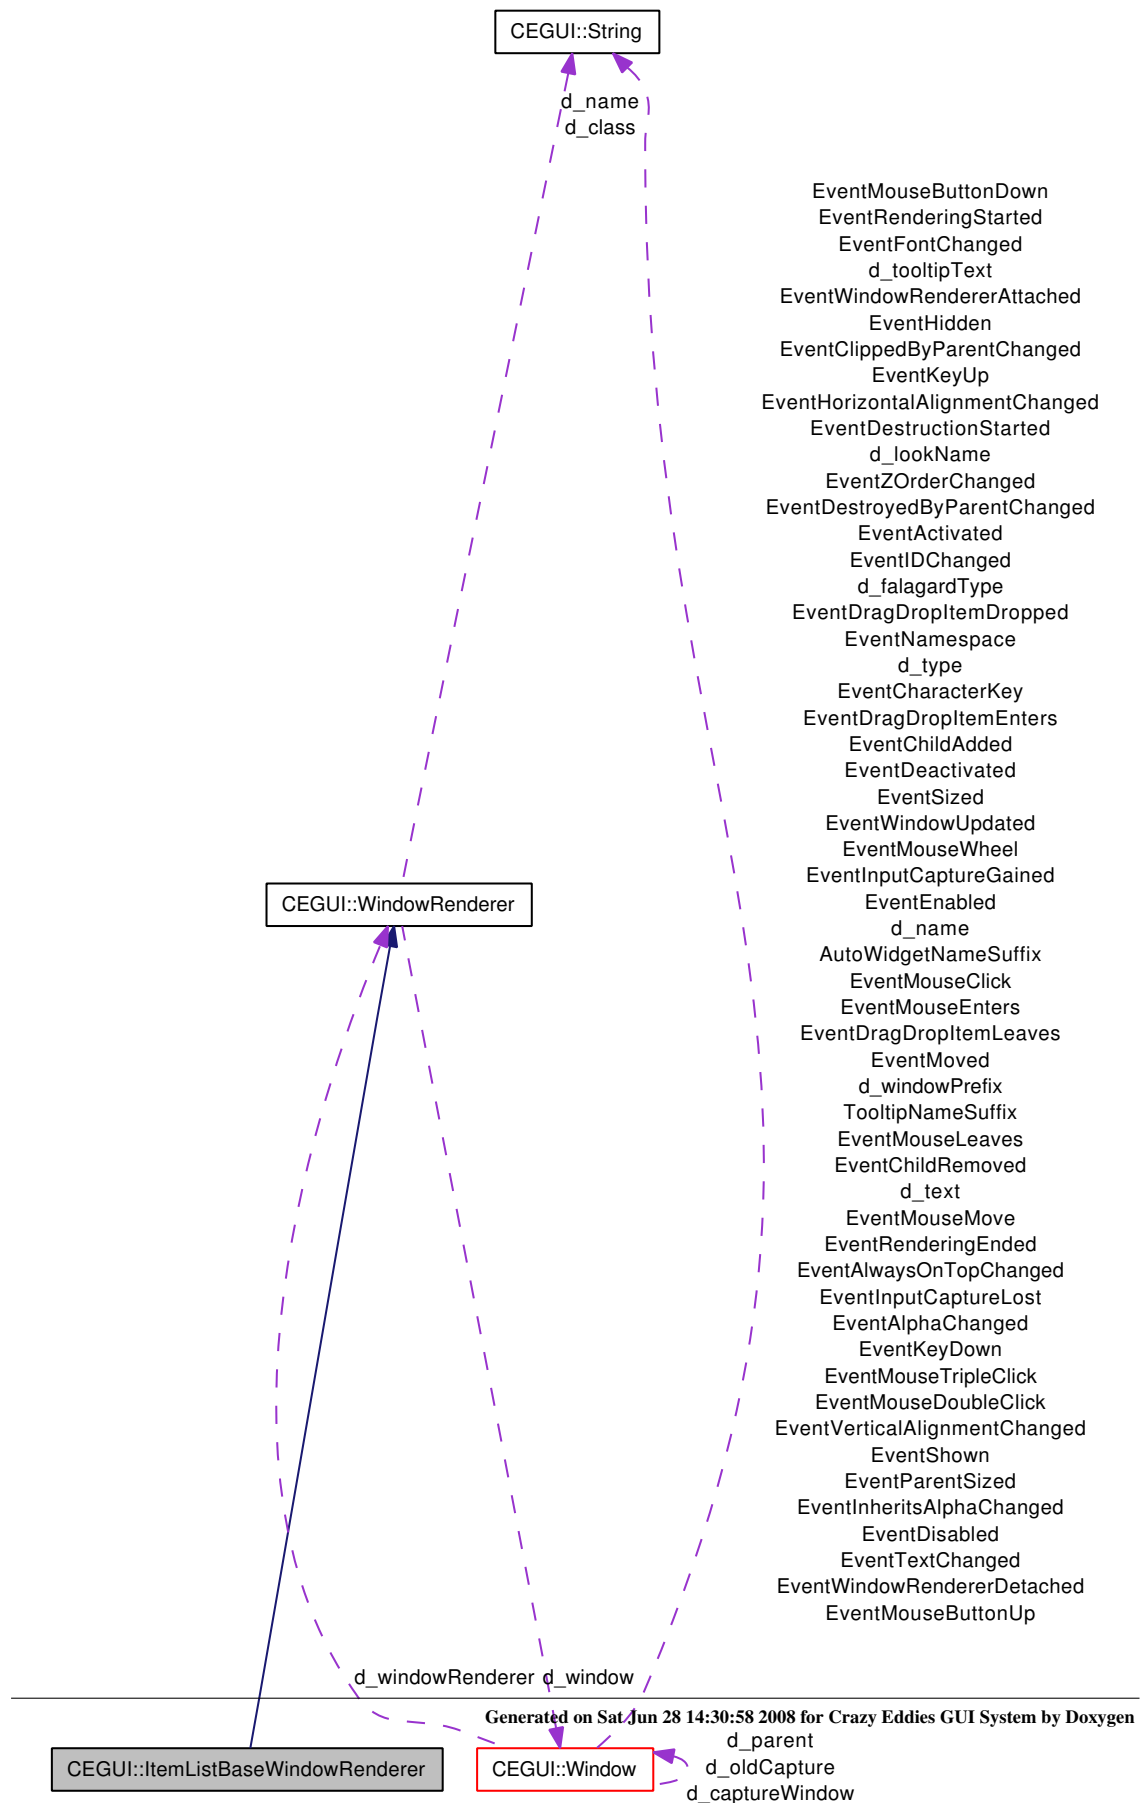 CEGUI::String
d_name
d_class
EventMouseButtonDown
EventRenderingStarted
EventFontChanged
d_tooltipText
EventWindowRendererAttached
EventHidden
EventClippedByParentChanged
EventKeyUp
EventHorizontalAlignmentChanged
EventDestructionStarted
d_lookName
EventZOrderChanged
EventDestroyedByParentChanged
EventActivated
EventIDChanged
d_falagardType
EventDragDropItemDropped
EventNamespace
d_type
EventCharacterKey
EventDragDropItemEnters
EventChildAdded
EventDeactivated
EventSized
EventWindowUpdated
EventMouseWheel
EventInputCaptureGained
EventEnabled
d_name
AutoWidgetNameSuffix
EventMouseClick
EventMouseEnters
EventDragDropItemLeaves
EventMoved
d_windowPrefix
TooltipNameSuffix
EventMouseLeaves
EventChildRemoved
d_text
EventMouseMove
EventRenderingEnded
EventAlwaysOnTopChanged
EventInputCaptureLost
EventAlphaChanged
EventKeyDown
EventMouseTripleClick
EventMouseDoubleClick
EventVerticalAlignmentChanged
EventShown
EventParentSized
EventInheritsAlphaChanged
EventDisabled
EventTextChanged
EventWindowRendererDetached
EventMouseButtonUp
CEGUI::WindowRenderer
d_windowRenderer d_window
Generated on Sat Jun 28 14:30:58 2008 for Crazy Eddies GUI System by Doxygen
CEGUI::ItemListBaseWindowRenderer
CEGUI::Window
d_parent
d_oldCapture
d_captureWindow